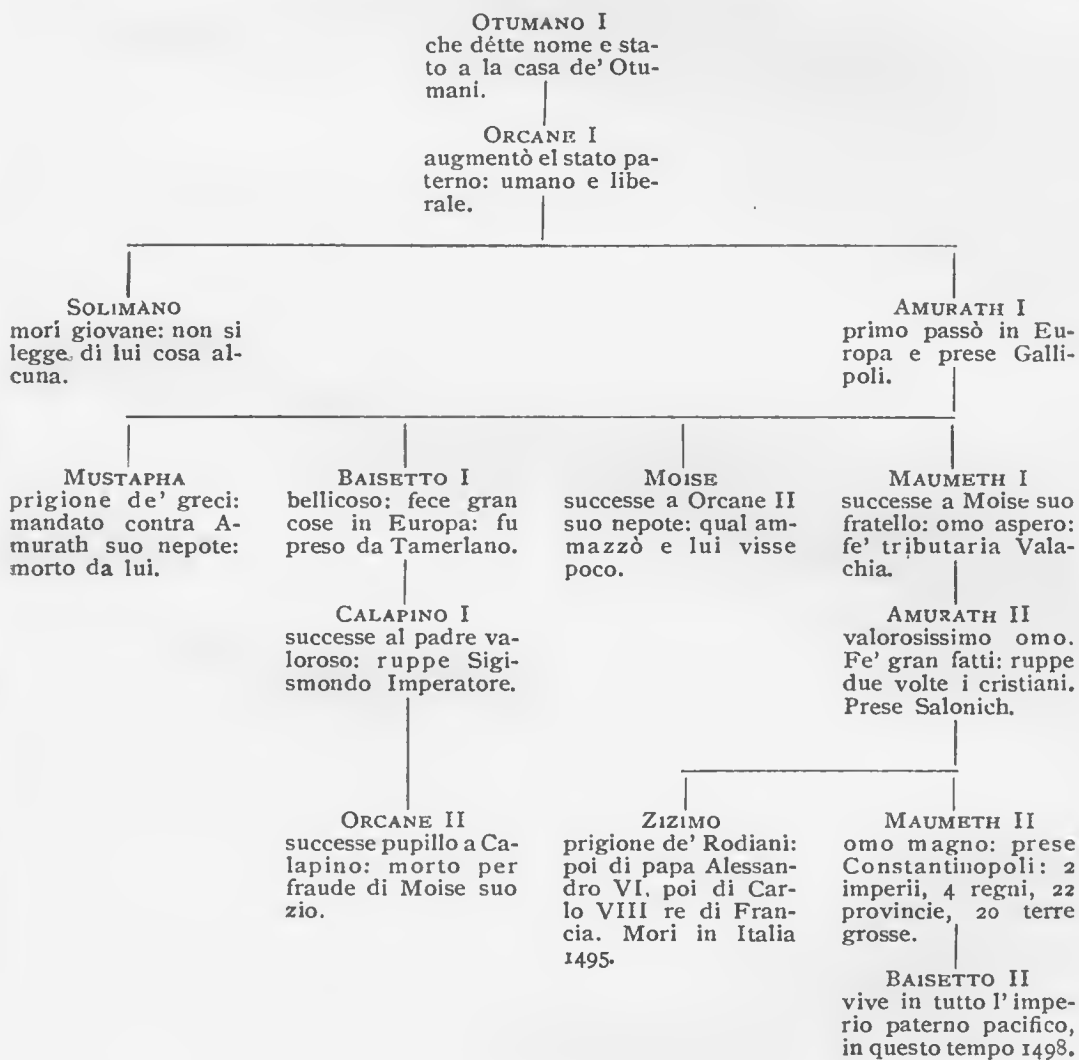 OTUMANO I
che détte nome e sta-
to a la casa de' Otu-
mani.
ORCANE I
augmentò el stato pa-
terno: umano e libe-
rale.
SOLIMANO
morí giovane: non si
legge di lui cosa al-
cuna.
AMURATH I
primo passò in Eu-
ropa e prese Galli-
poli.
MUSTAPHA
prigione de' greci:
mandato contra A-
murath suo nepote:
morto da lui.
BAISETTO I
bellicoso: fece gran
cose in Europa: fu
preso da Tamerlano.
MOISE
successe a Orcane II
suo nepote: qual am-
mazzò e lui visse
poco.
MAUMETH I
successe a Moise suo
fratello: omo aspero:
fe' tributaria Vala-
chia.
CALAPINO I
successe al padre va-
loroso: ruppe Sigi-
smondo Imperatore.
AMURATH II
valorosissimo omo.
Fe' gran fatti: ruppe
due volte i cristiani.
Prese Salonich.
ORCANE II
successe pupillo a Ca-
lapino: morto per
fraude di Moise suo
zio.
ZIZIMO
prigione de' Rodiani:
poi di papa Alessan-
dro VI, poi di Car-
lo VIII re di Fran-
cia. Mori in Italia
1495.
MAUMETH II
omo magno: prese
Constantinopoli: 2
imperii, 4 regni, 22
provincie, 20 terre
grosse.
BAISETTO II
vive in tutto l'impe-
rio paterno pacifico,
in questo tempo 1498.